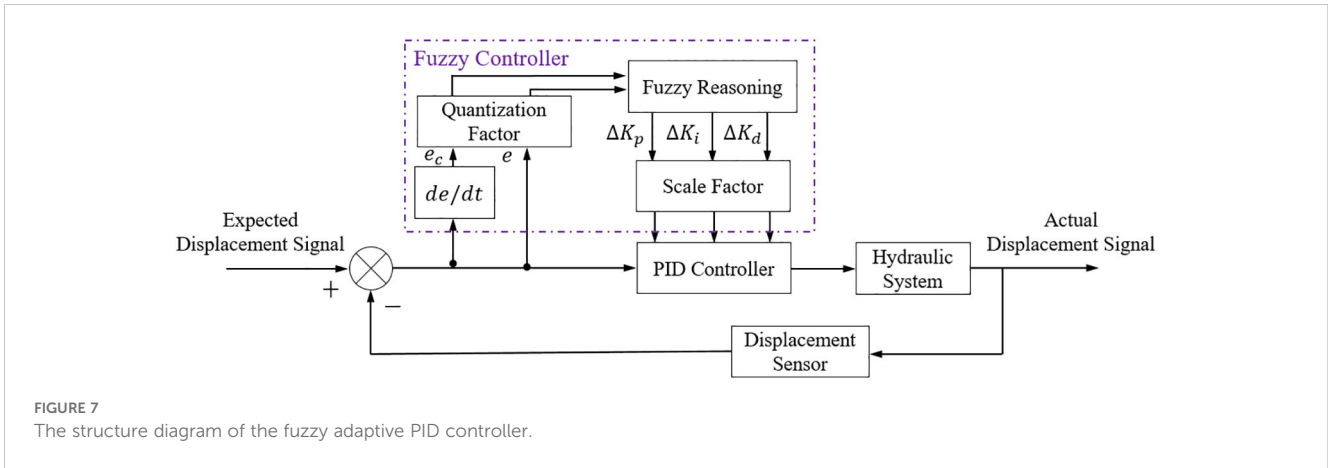 Fuzzy Controller
Fuzzy Reasoning
Quantization
Factor
ΔK_p ΔK_i ΔK_d
e_c e
Scale Factor
de/dt
Expected
Displacement Signal
Actual
Displacement Signal
PID Controller
Hydraulic
System
+
−
Displacement
Sensor
FIGURE 7
The structure diagram of the fuzzy adaptive PID controller.